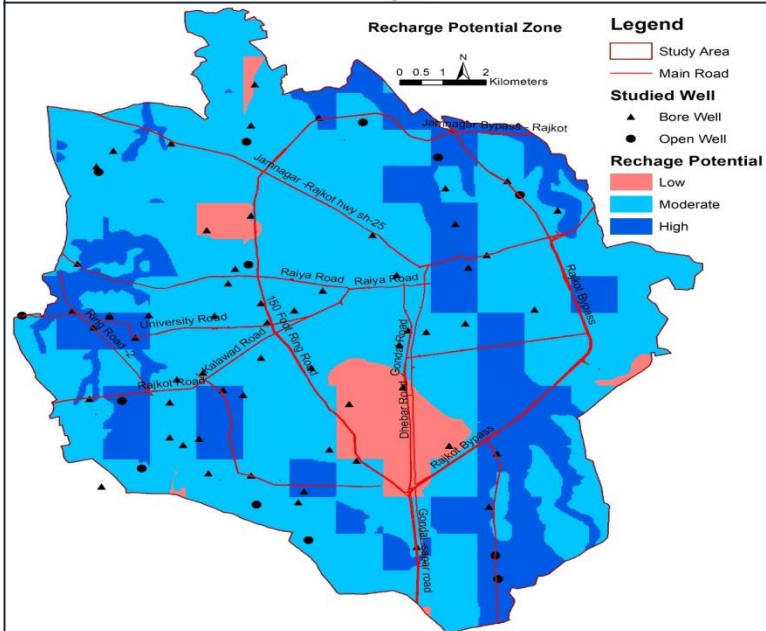 Recharge Potential Zone
N
0 0.5 1 2
Kilometers
Legend
Study Area
Main Road
Studied Well
Bore Well
Open Well
Rechage Potential
Low
Moderate
High
Jamnagar Bypass - Rajkot
Jamnagar -Rajkot hwy sh-25
Raiya Road
Raiya Road
Rajkot Bypass
150 Foot Ring Road
University Road
Ring Road -2
Kalawad Road
Rajkot Road
Gondal Road
Dhebar Road
Rajkot Bypass
Gondal -sapar road